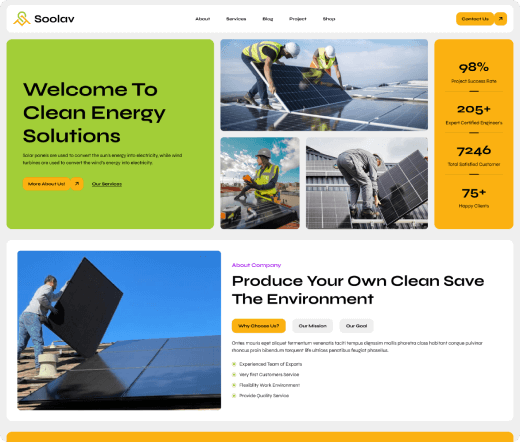 Soolav
About
Services
Blog
Project
Shop
Contact Us
Welcome To
Clean Energy
Solutions
Solar panels are used to convert the sun's energy into electricity, while wind
turbines are used to convert the wind's energy into electricity.
More About Us!
Our Services
98%
Project Success Rate
205+
Expert Certified Engineers
7246
Total Satisfied Customer
75+
Happy Clients
About Company
Produce Your Own Clean Save
The Environment
Why Choose Us?
Our Mission
Our Goal
Onites mauris eget aliquet fermentum venenatis taciti tempus dignissim mollis pharetra class habitant congue pulvinar
rhoncus proin bibendum torquent life ultrices penatibus feugiat phasellus.
Experienced Team of Experts
Very first Customers Service
Flexibility Work Environment
Provide Quality Service